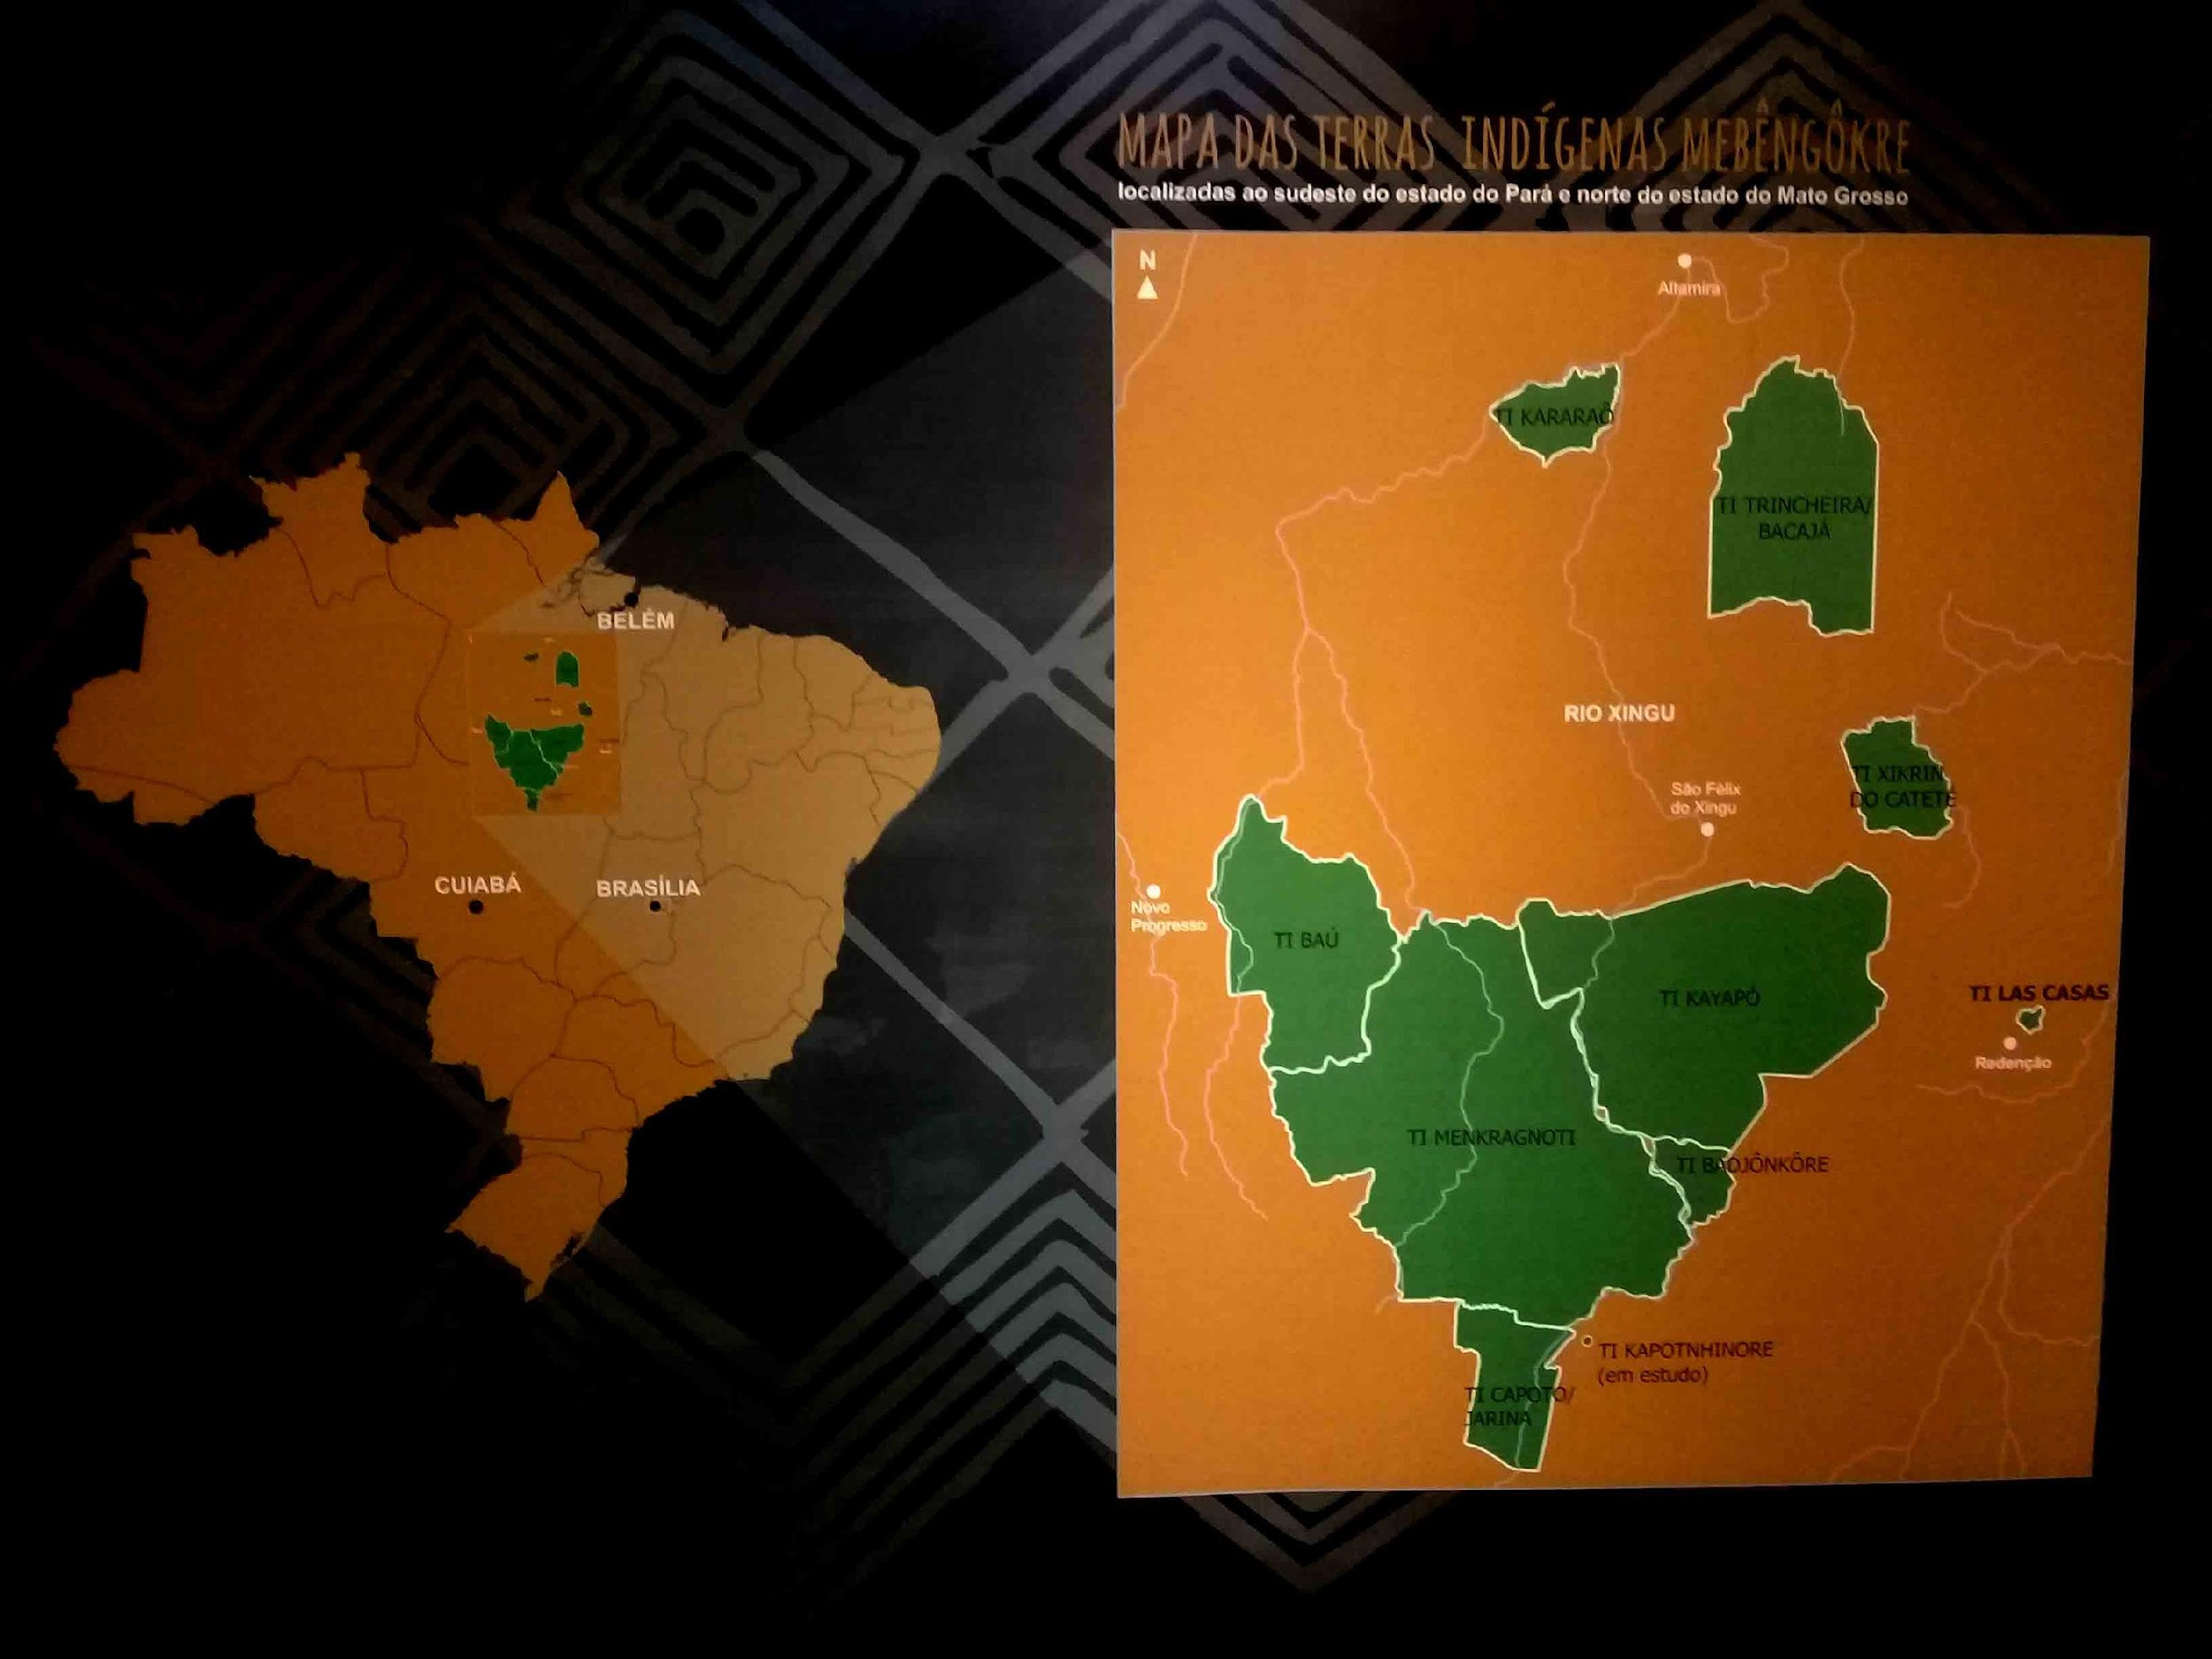 MAPA DAS TERRAS INDÍGENAS MEBÊNGÔKRE
localizadas ao sudeste do estado do Pará e norte do estado do Mato Grosso
N
Altamira
TI KARARAÔ
TI TRINCHEIRA/
BACAJÁ
RIO XINGU
São Félix
do Xingu
TI XIKRIN
DO CATETÉ
Novo
Progresso
TI BAÚ
TI KAYAPÓ
TI LAS CASAS
Redenção
TI MENKRAGNOTI
TI BADJÔNKÔRE
TI KAPOTNHINORE
(em estudo)
TI CAPOTO/
JARINA
BELÉM
CUIABÁ
BRASÍLIA